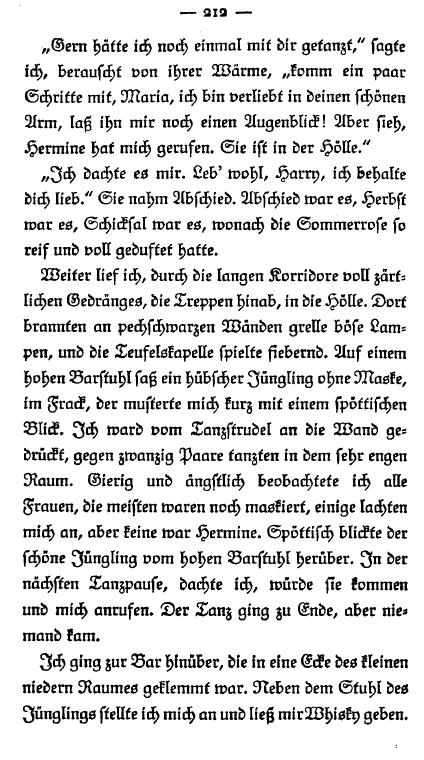 — 212 —
„Gern hätte ich noch einmal mit dir getanzt,“ sagte
ich, berauscht von ihrer Wärme, „komm ein paar
Schritte mit, Maria, ich bin verliebt in deinen schönen
Arm, laß ihn mir noch einen Augenblick! Aber sieh,
Hermine hat mich gerufen. Sie ist in der Hölle.“
„Ich dachte es mir. Leb’ wohl, Harry, ich behalte
dich lieb.“ Sie nahm Abschied. Abschied war es, Herbst
war es, Schicksal war es, wonach die Sommerrose so
reif und voll geduftet hatte.
Weiter lief ich, durch die langen Korridore voll zärt-
lichen Gedränges, die Treppen hinab, in die Hölle. Dort
brannten an pechschwarzen Wänden grelle böse Lam-
pen, und die Teufelskapelle spielte fiebernd. Auf einem
hohen Barstuhl saß ein hübscher Jüngling ohne Maske,
im Frack, der musterte mich kurz mit einem spöttischen
Blick. Ich ward vom Tanzstrudel an die Wand ge-
drückt, gegen zwanzig Paare tanzten in dem sehr engen
Raum. Gierig und ängstlich beobachtete ich alle
Frauen, die meisten waren noch maskiert, einige lachten
mich an, aber keine war Hermine. Spöttisch blickte der
schöne Jüngling vom hohen Barstuhl herüber. In der
nächsten Tanzpause, dachte ich, würde sie kommen
und mich anrufen. Der Tanz ging zu Ende, aber nie-
mand kam.
Ich ging zur Bar hinüber, die in eine Ecke des kleinen
niedern Raumes geklemmt war. Neben dem Stuhl des
Jünglings stellte ich mich an und ließ mir Whisky geben.